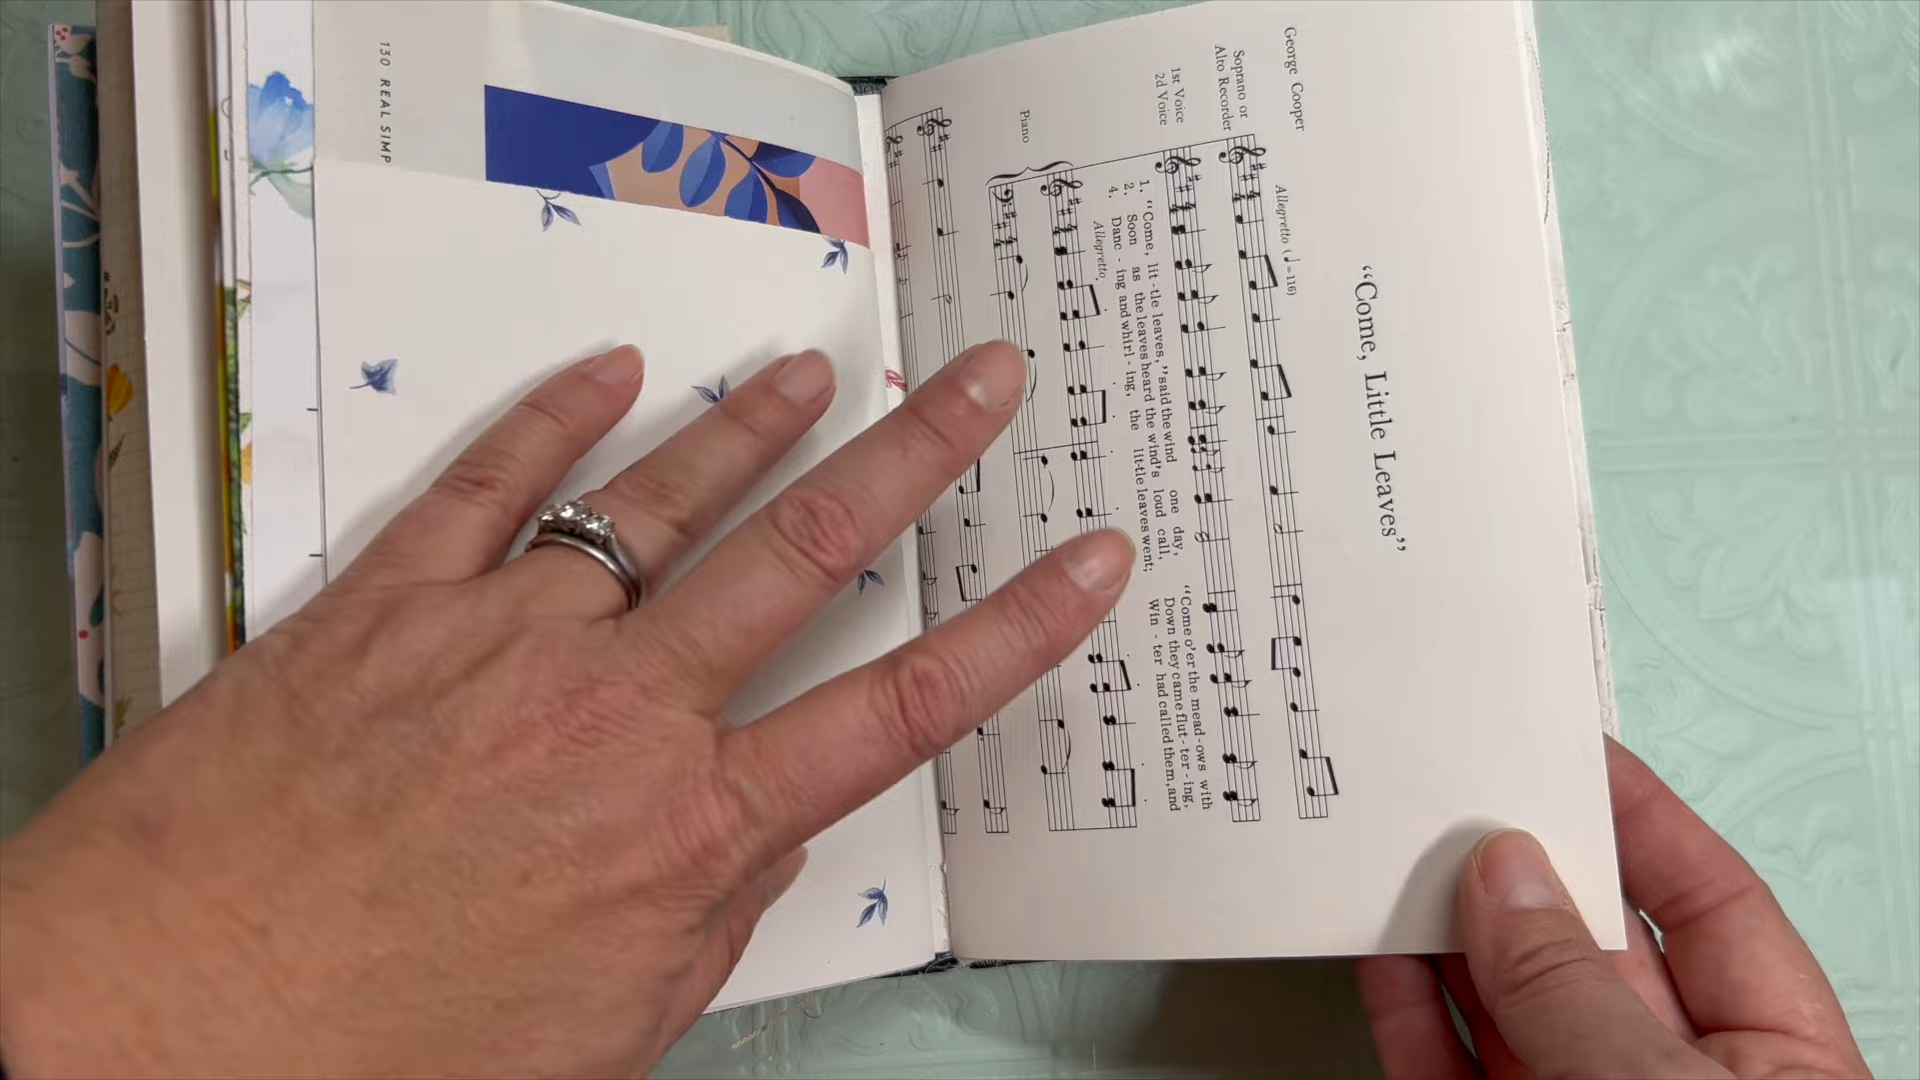 130 REAL SIMP
“Come, Little Leaves”
George Cooper
Allegretto (♩=116)
Soprano or
Alto Recorder
1st Voice
2d Voice
1. “Come, lit-tle leaves,” said the wind one day, “Come o'er the mead-ows with
2. Soon as the leaves heard the wind's loud call, Down they came flut-ter-ing,
4. Danc-ing and whirl-ing, the lit-tle leaves went; Win-ter had called them, and
Allegretto
Piano